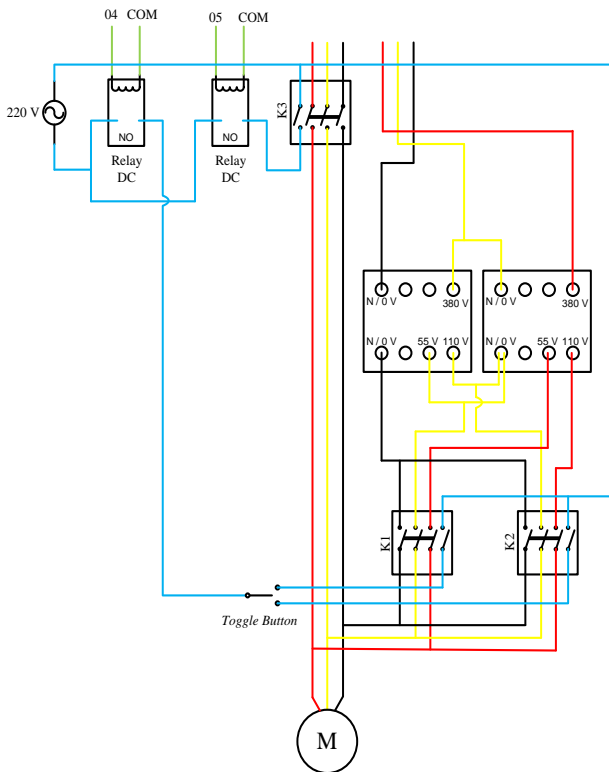 04 COM
05 COM
220 V
K3
NO
NO
Relay
DC
Relay
DC
N / 0 V
380 V
N / 0 V
380 V
N / 0 V
55 V
110 V
N / 0 V
55 V
110 V
K1
K2
Toggle Button
M